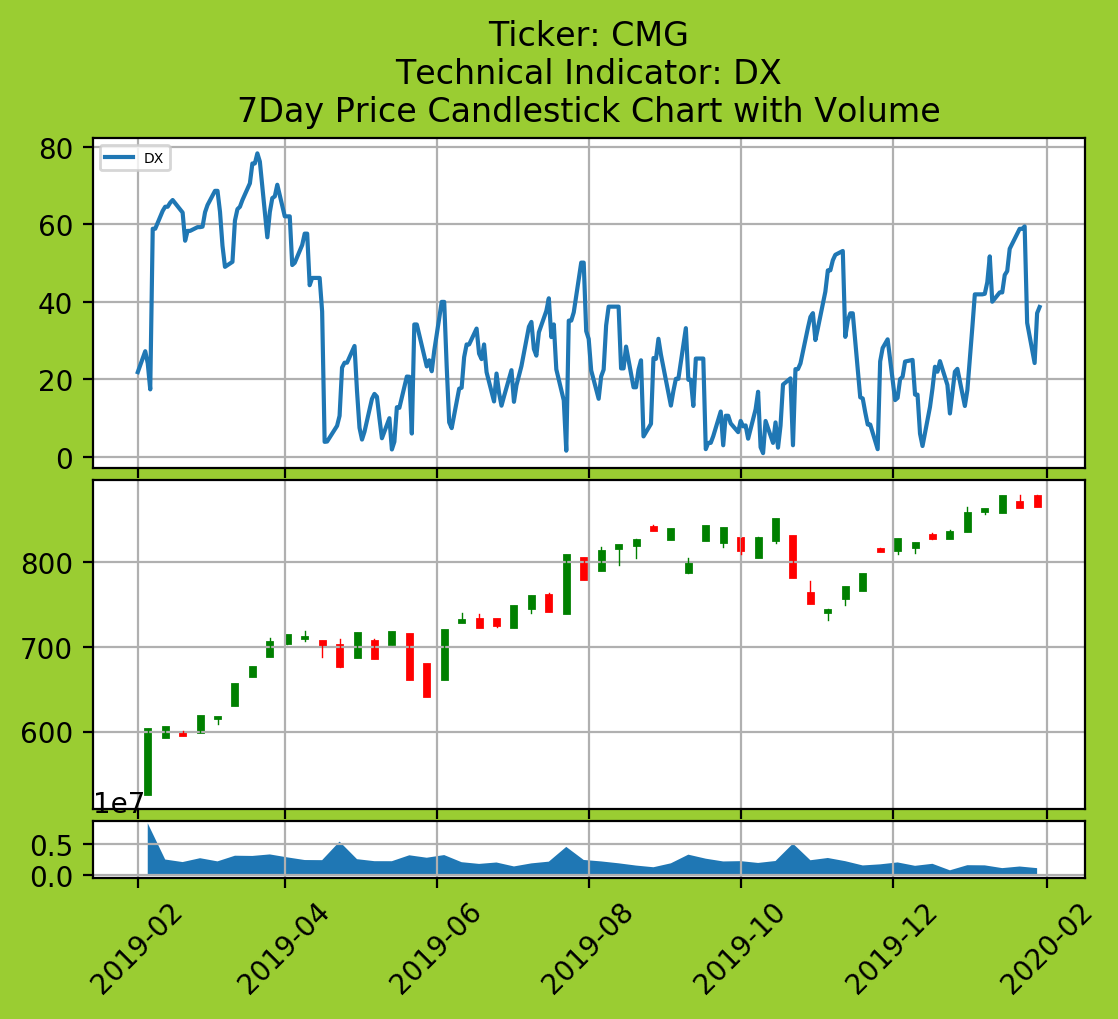 Ticker: CMG
Technical Indicator: DX
7Day Price Candlestick Chart with Volume
DX
80
60
40
20
0
800
700
600
1e7
0.5
0.0
2019-02 2019-04 2019-06 2019-08 2019-10 2019-12 2020-02